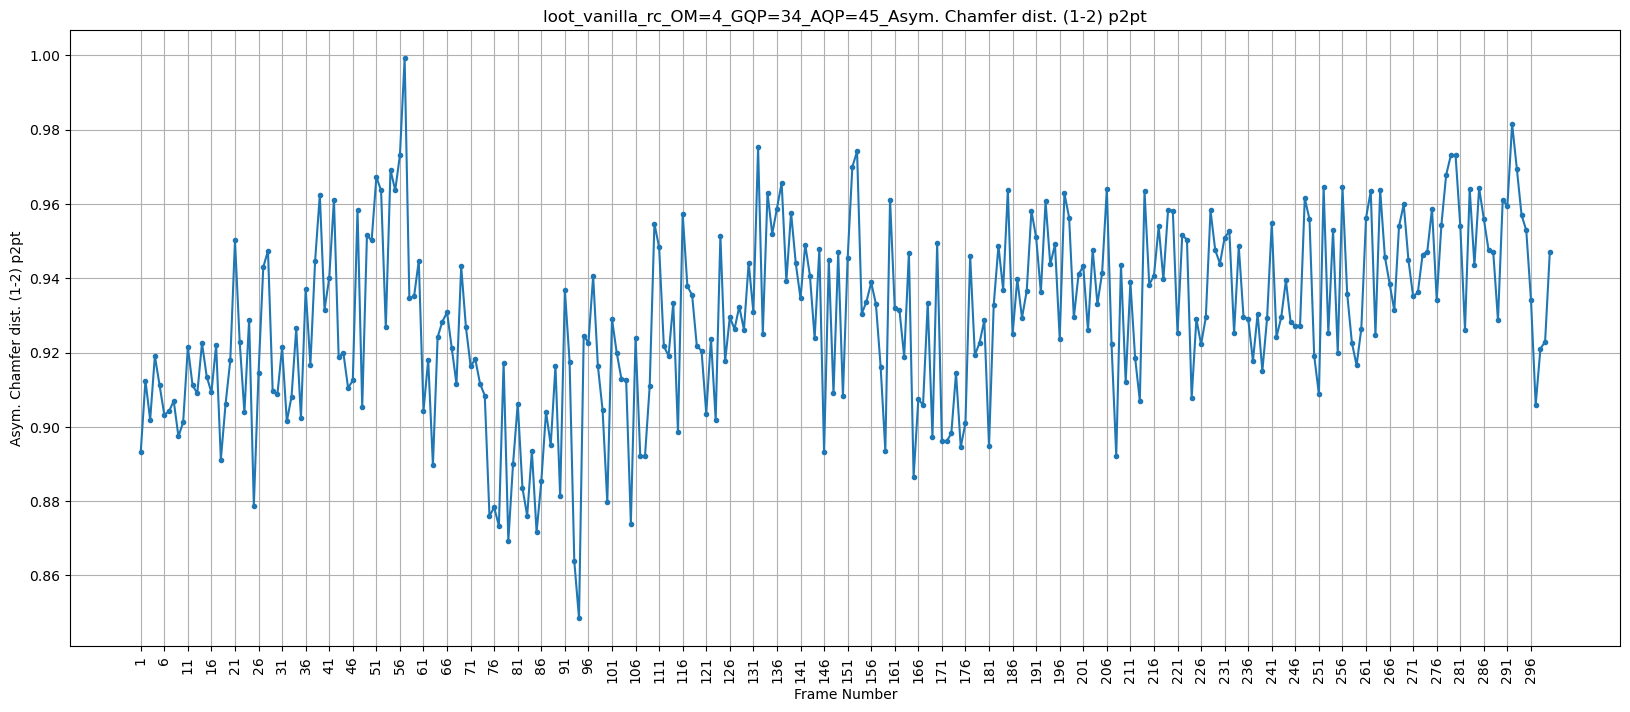 loot_vanilla_rc_OM=4_GQP=34_AQP=45_Asym. Chamfer dist. (1-2) p2pt
Asym. Chamfer dist. (1-2) p2pt
1.00
0.98
0.96
0.94
0.92
0.90
0.88
0.86
1 6 11 16 21 26 31 36 41 46 51 56 61 66 71 76 81 86 91 96 101 106 111 116 121 126 131 136 141 146 151 156 161 166 171 176 181 186 191 196 201 206 211 216 221 226 231 236 241 246 251 256 261 266 271 276 281 286 291 296
Frame Number